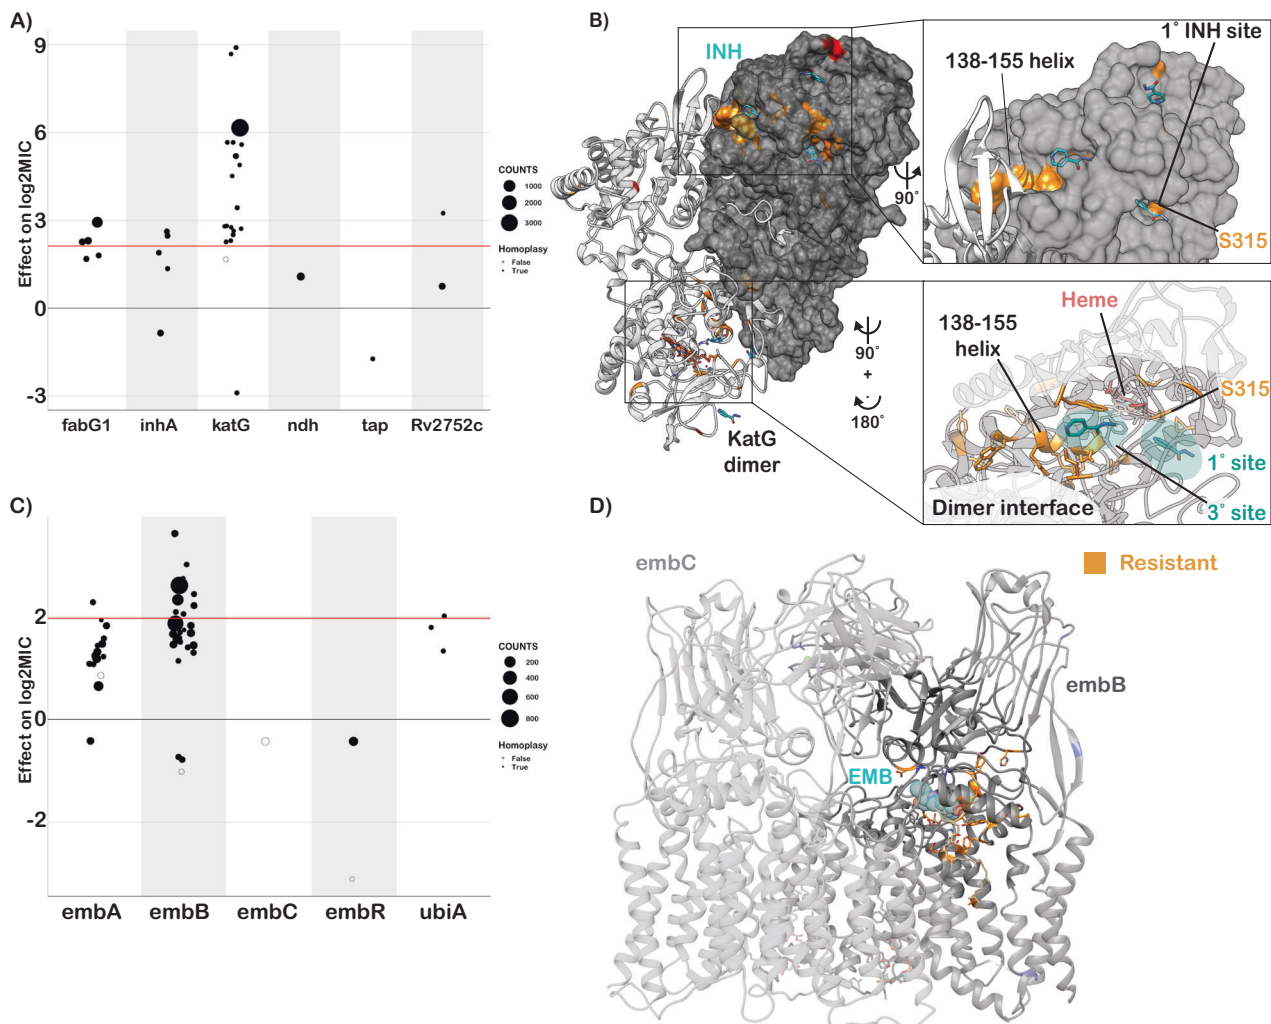 A)
Effect on log2MIC
9
6
3
0
-3
fabG1
inhA
katG
ndh
tap
Rv2752c
COUNTS
1000
2000
3000
Homoplasy
False
True
B)
INH
90°
90°
+
180°
KatG
dimer
1° INH site
138-155 helix
S315
Heme
138-155
helix
S315
1° site
3° site
Dimer interface
C)
Effect on log2MIC
2
0
-2
embA
embB
embC
embR
ubiA
COUNTS
200
400
600
800
Homoplasy
False
True
D)
embC
Resistant
embB
EMB